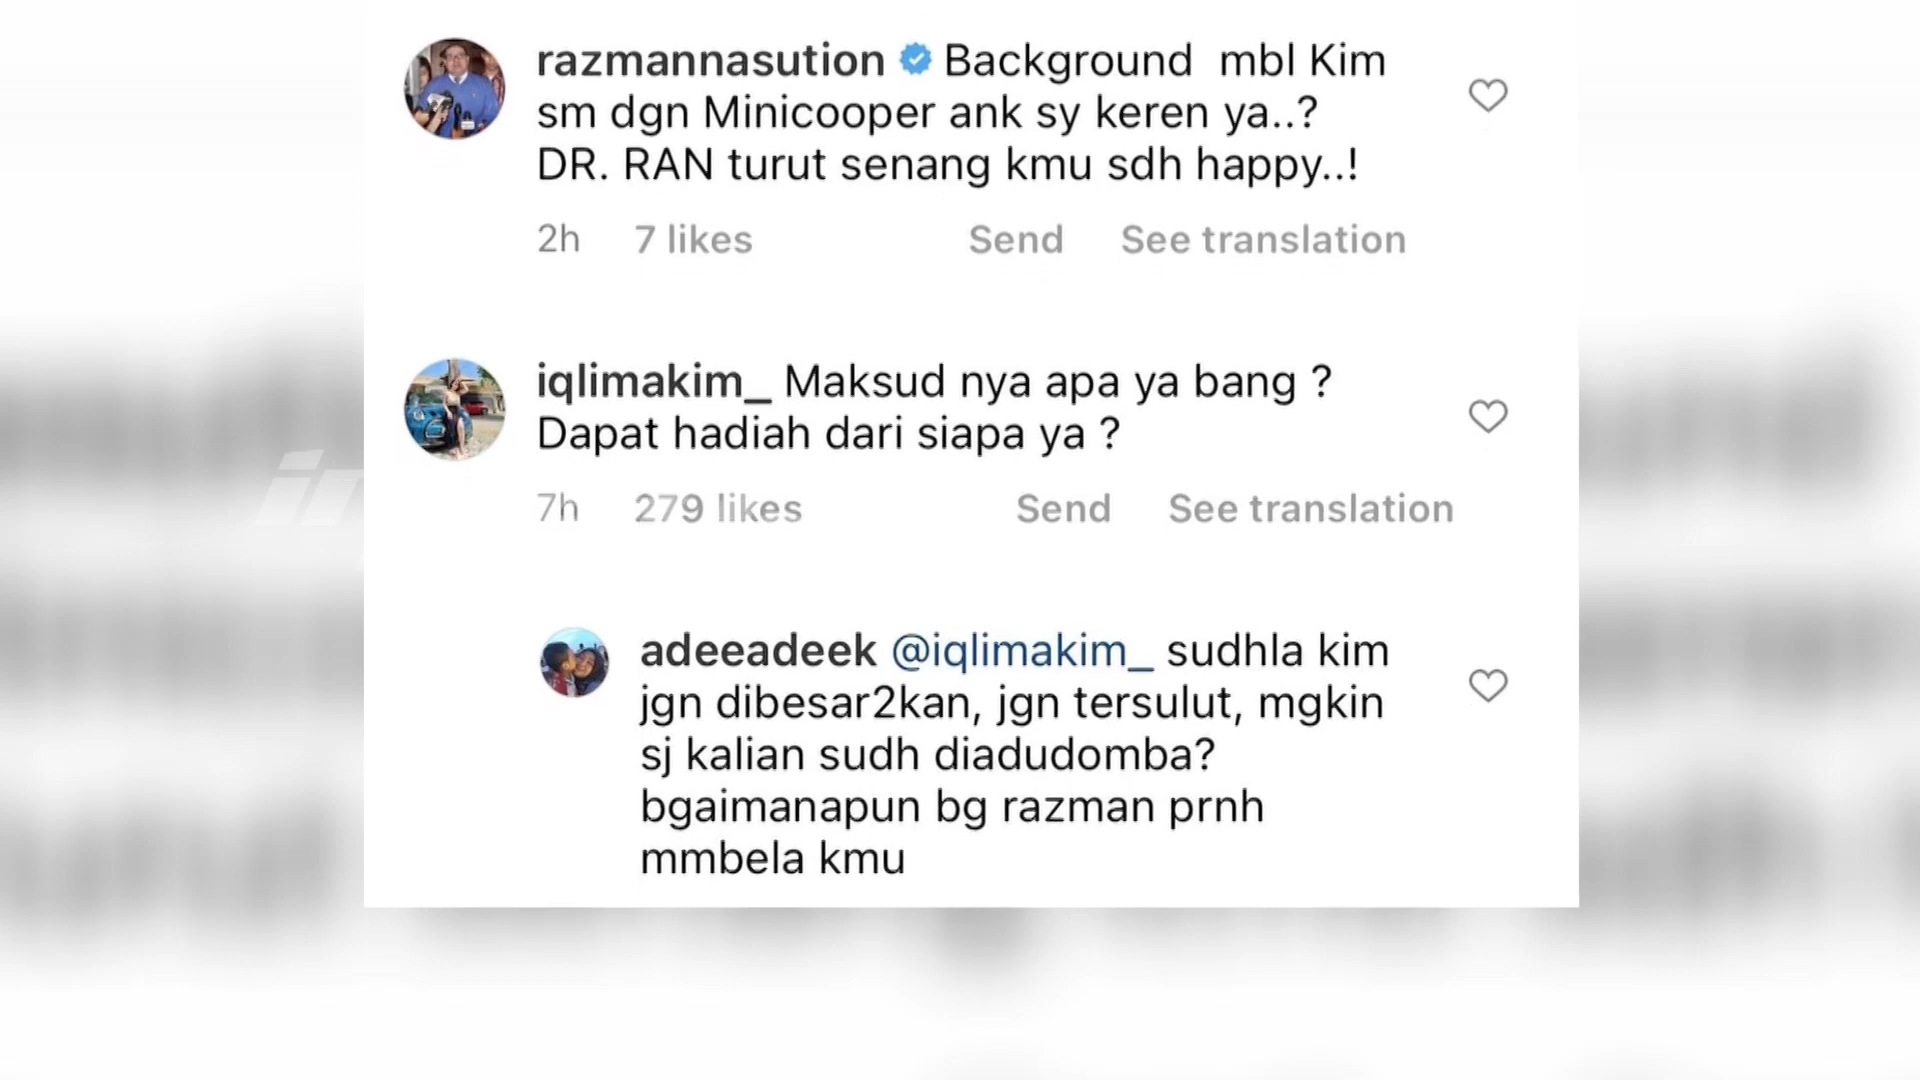 razmannasution Background mbl Kim
sm dgn Minicooper ank sy keren ya..?
DR. RAN turut senang kmu sdh happy..!
2h 7 likes Send See translation
iqlimakim_ Maksud nya apa ya bang ?
Dapat hadiah dari siapa ya ?
7h 279 likes Send See translation
adeeadeek @iqlimakim_ sudhla kim
jgn dibesar2kan, jgn tersulut, mgkin
sj kalian sudh diadudomba?
bgaimanapun bg razman prnh
mmbela kmu